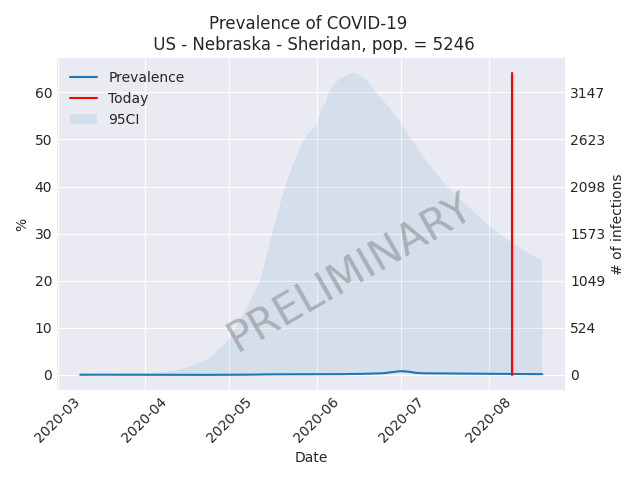 Prevalence of COVID-19
US - Nebraska - Sheridan, pop. = 5246
Prevalence
Today
95CI
60
50
40
30
20
10
0
%
3147
2623
2098
1573
1049
524
0
# of infections
PRELIMINARY
2020-03
2020-04
2020-05
2020-06
2020-07
2020-08
Date